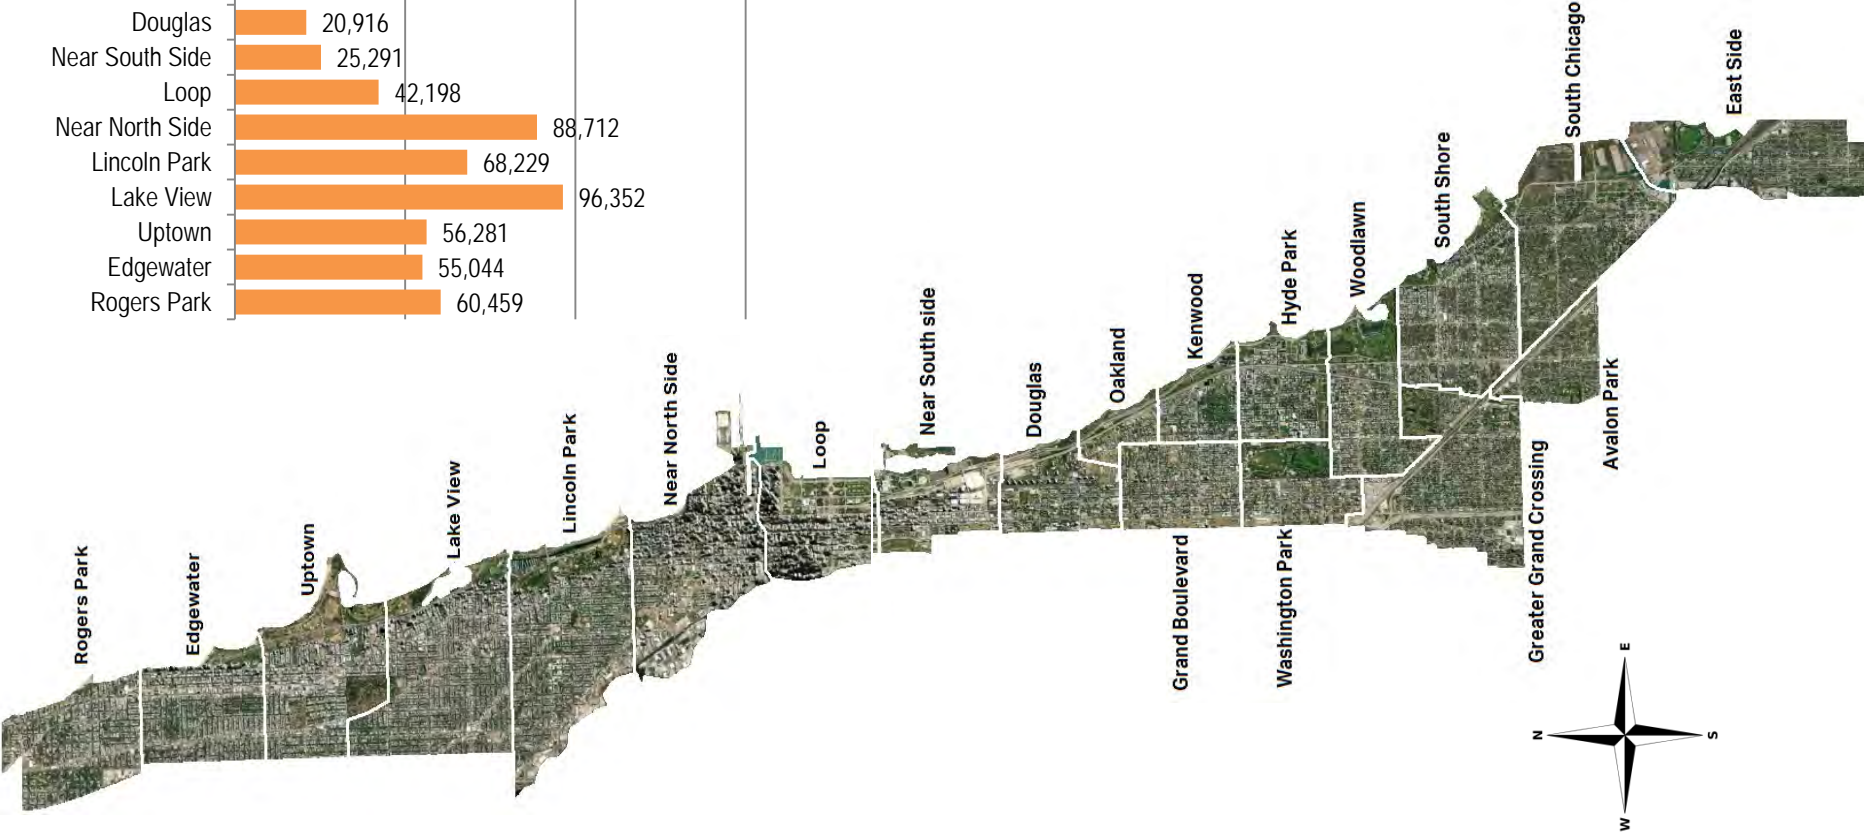 Douglas 20,916
Near South Side 25,291
Loop 42,198
Near North Side 88,712
Lincoln Park 68,229
Lake View 96,352
Uptown 56,281
Edgewater 55,044
Rogers Park 60,459
Rogers Park
Edgewater
Uptown
Lake View
Lincoln Park
Near North Side
Loop
Near South side
Douglas
Oakland
Kenwood
Hyde Park
Woodlawn
South Shore
South Chicago
East Side
Grand Boulevard
Washington Park
Greater Grand Crossing
Avalon Park
E
N
S
W